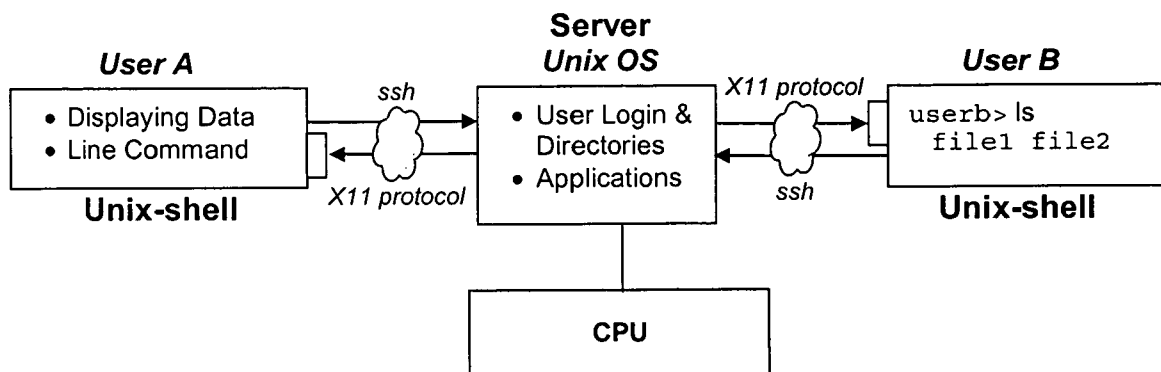 Server
User A
Unix OS
User B
• Displaying Data
• Line Command
ssh
X11 protocol
Unix-shell
• User Login &
Directories
• Applications
X11 protocol
ssh
userb> ls
file1 file2
Unix-shell
CPU